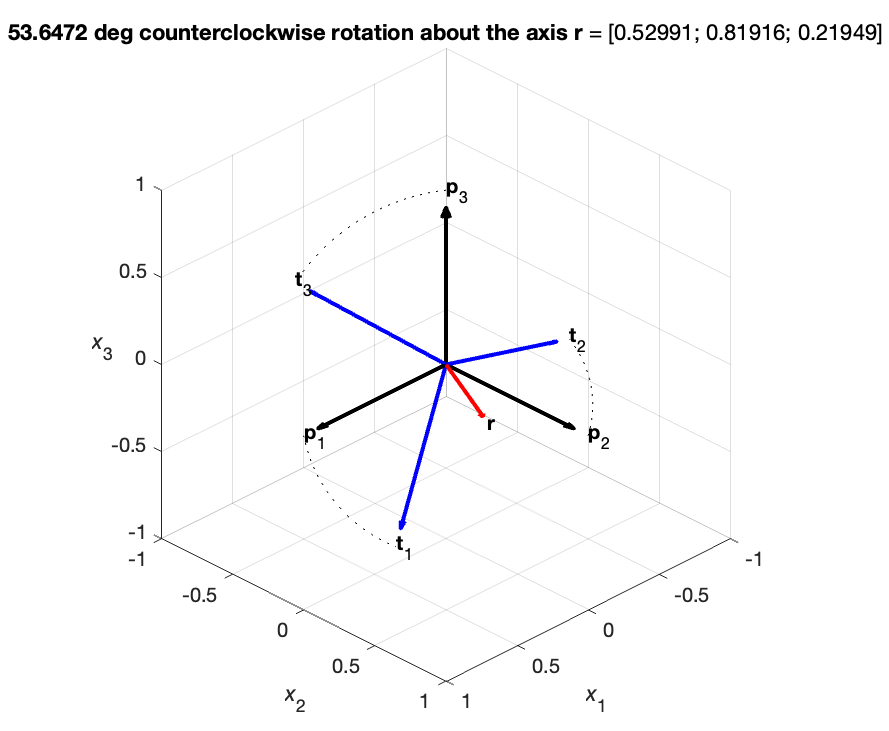 53.6472 deg counterclockwise rotation about the axis r = [0.52991; 0.81916; 0.21949]
p3
t3
t2
p1
r
p2
t1
x3
1
0.5
0
-0.5
-1
-1
-0.5
0
0.5
1
x2
1
0.5
0
-0.5
-1
x1